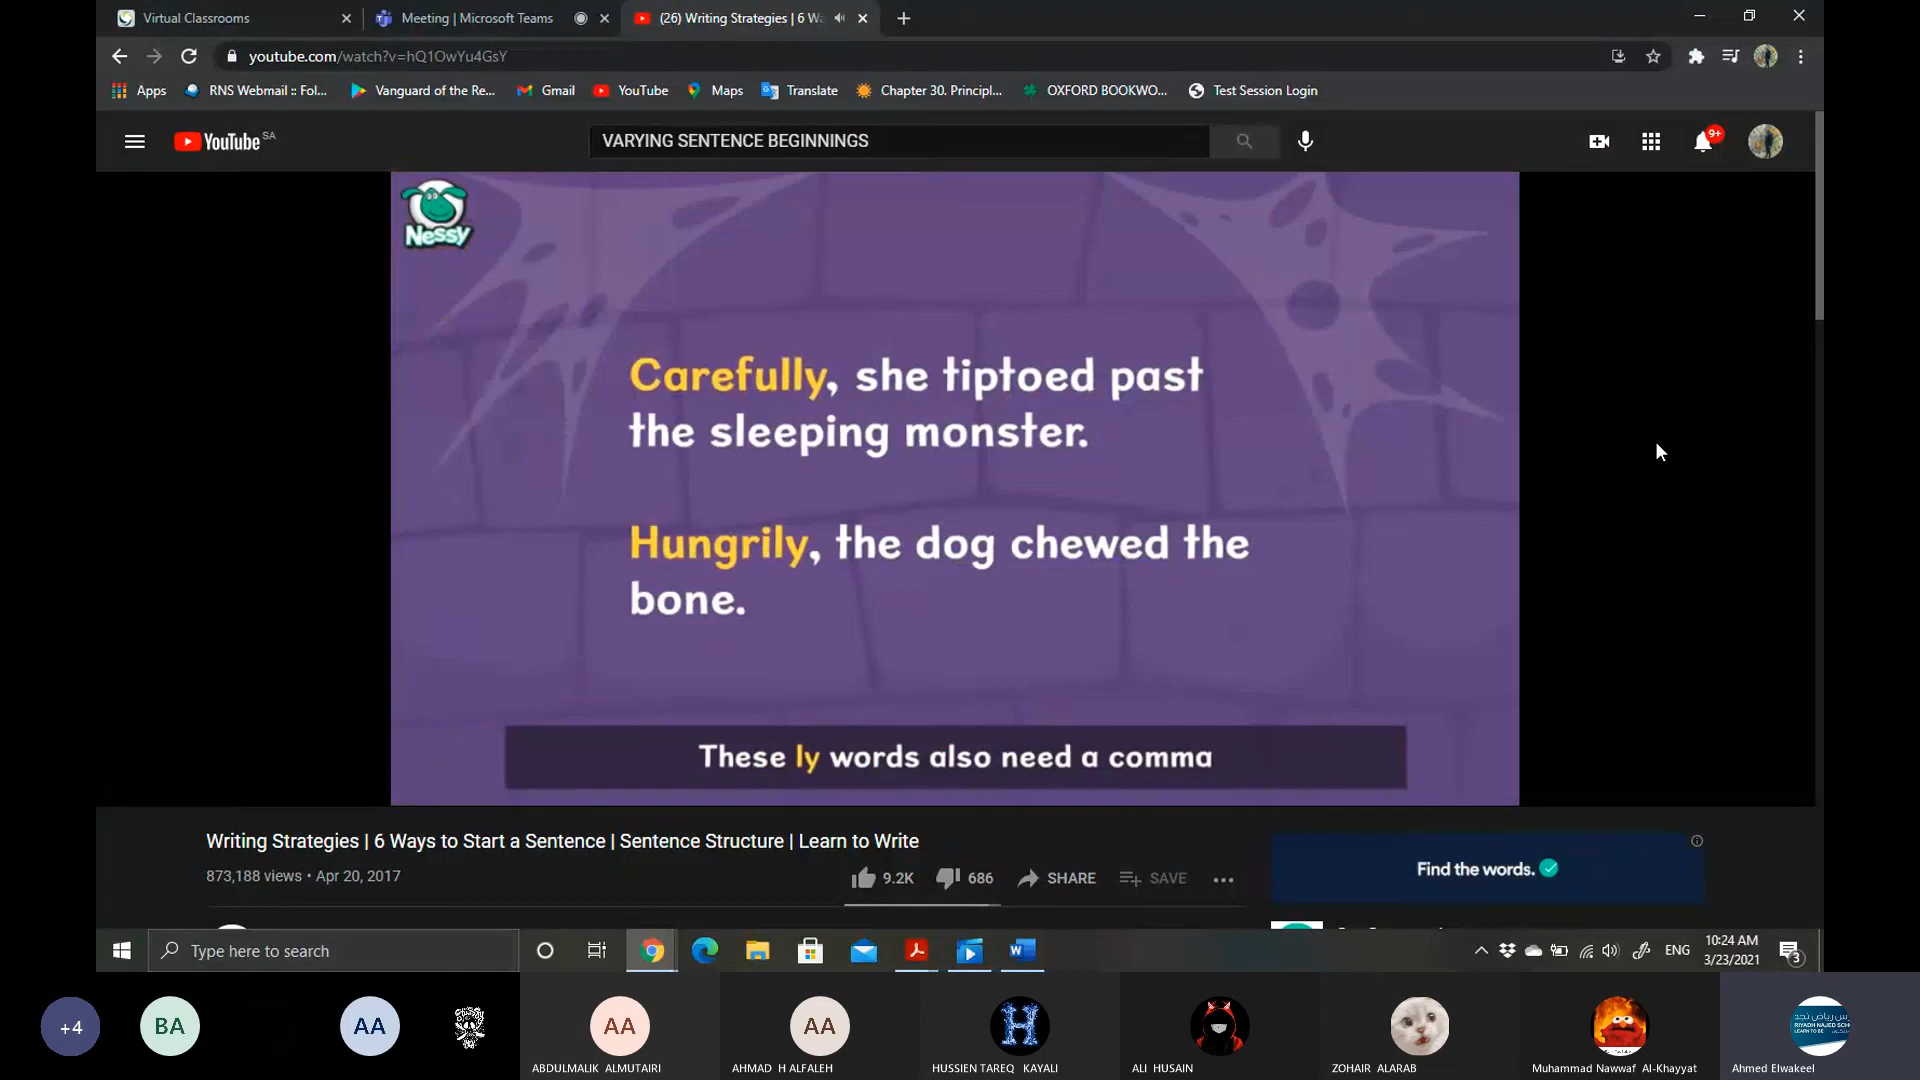 Virtual Classrooms
Meeting | Microsoft Teams
(26) Writing Strategies | 6 Wa
youtube.com/watch?v=hQ1OwYu4GsY
Apps
RNS Webmail :: Fol...
Vanguard of the Re...
Gmail
YouTube
Maps
Translate
Chapter 30. Principl...
OXFORD BOOKWO...
Test Session Login
YouTube SA
VARYING SENTENCE BEGINNINGS
9+
Nessy
Carefully, she tiptoed past
the sleeping monster.
Hungrily, the dog chewed the
bone.
These ly words also need a comma
Writing Strategies | 6 Ways to Start a Sentence | Sentence Structure | Learn to Write
873,188 views • Apr 20, 2017
9.2K
686
SHARE
SAVE
Find the words.
Type here to search
ENG
10:24 AM
3/23/2021
3
+4
BA
AA
AA
AA
H
ABDULMALIK ALMUTAIRI
AHMAD H ALFALEH
HUSSIEN TAREQ KAYALI
ALI HUSAIN
ZOHAIR ALARAB
Muhammad Nawwaf Al-Khayyat
Ahmed Elwakeel